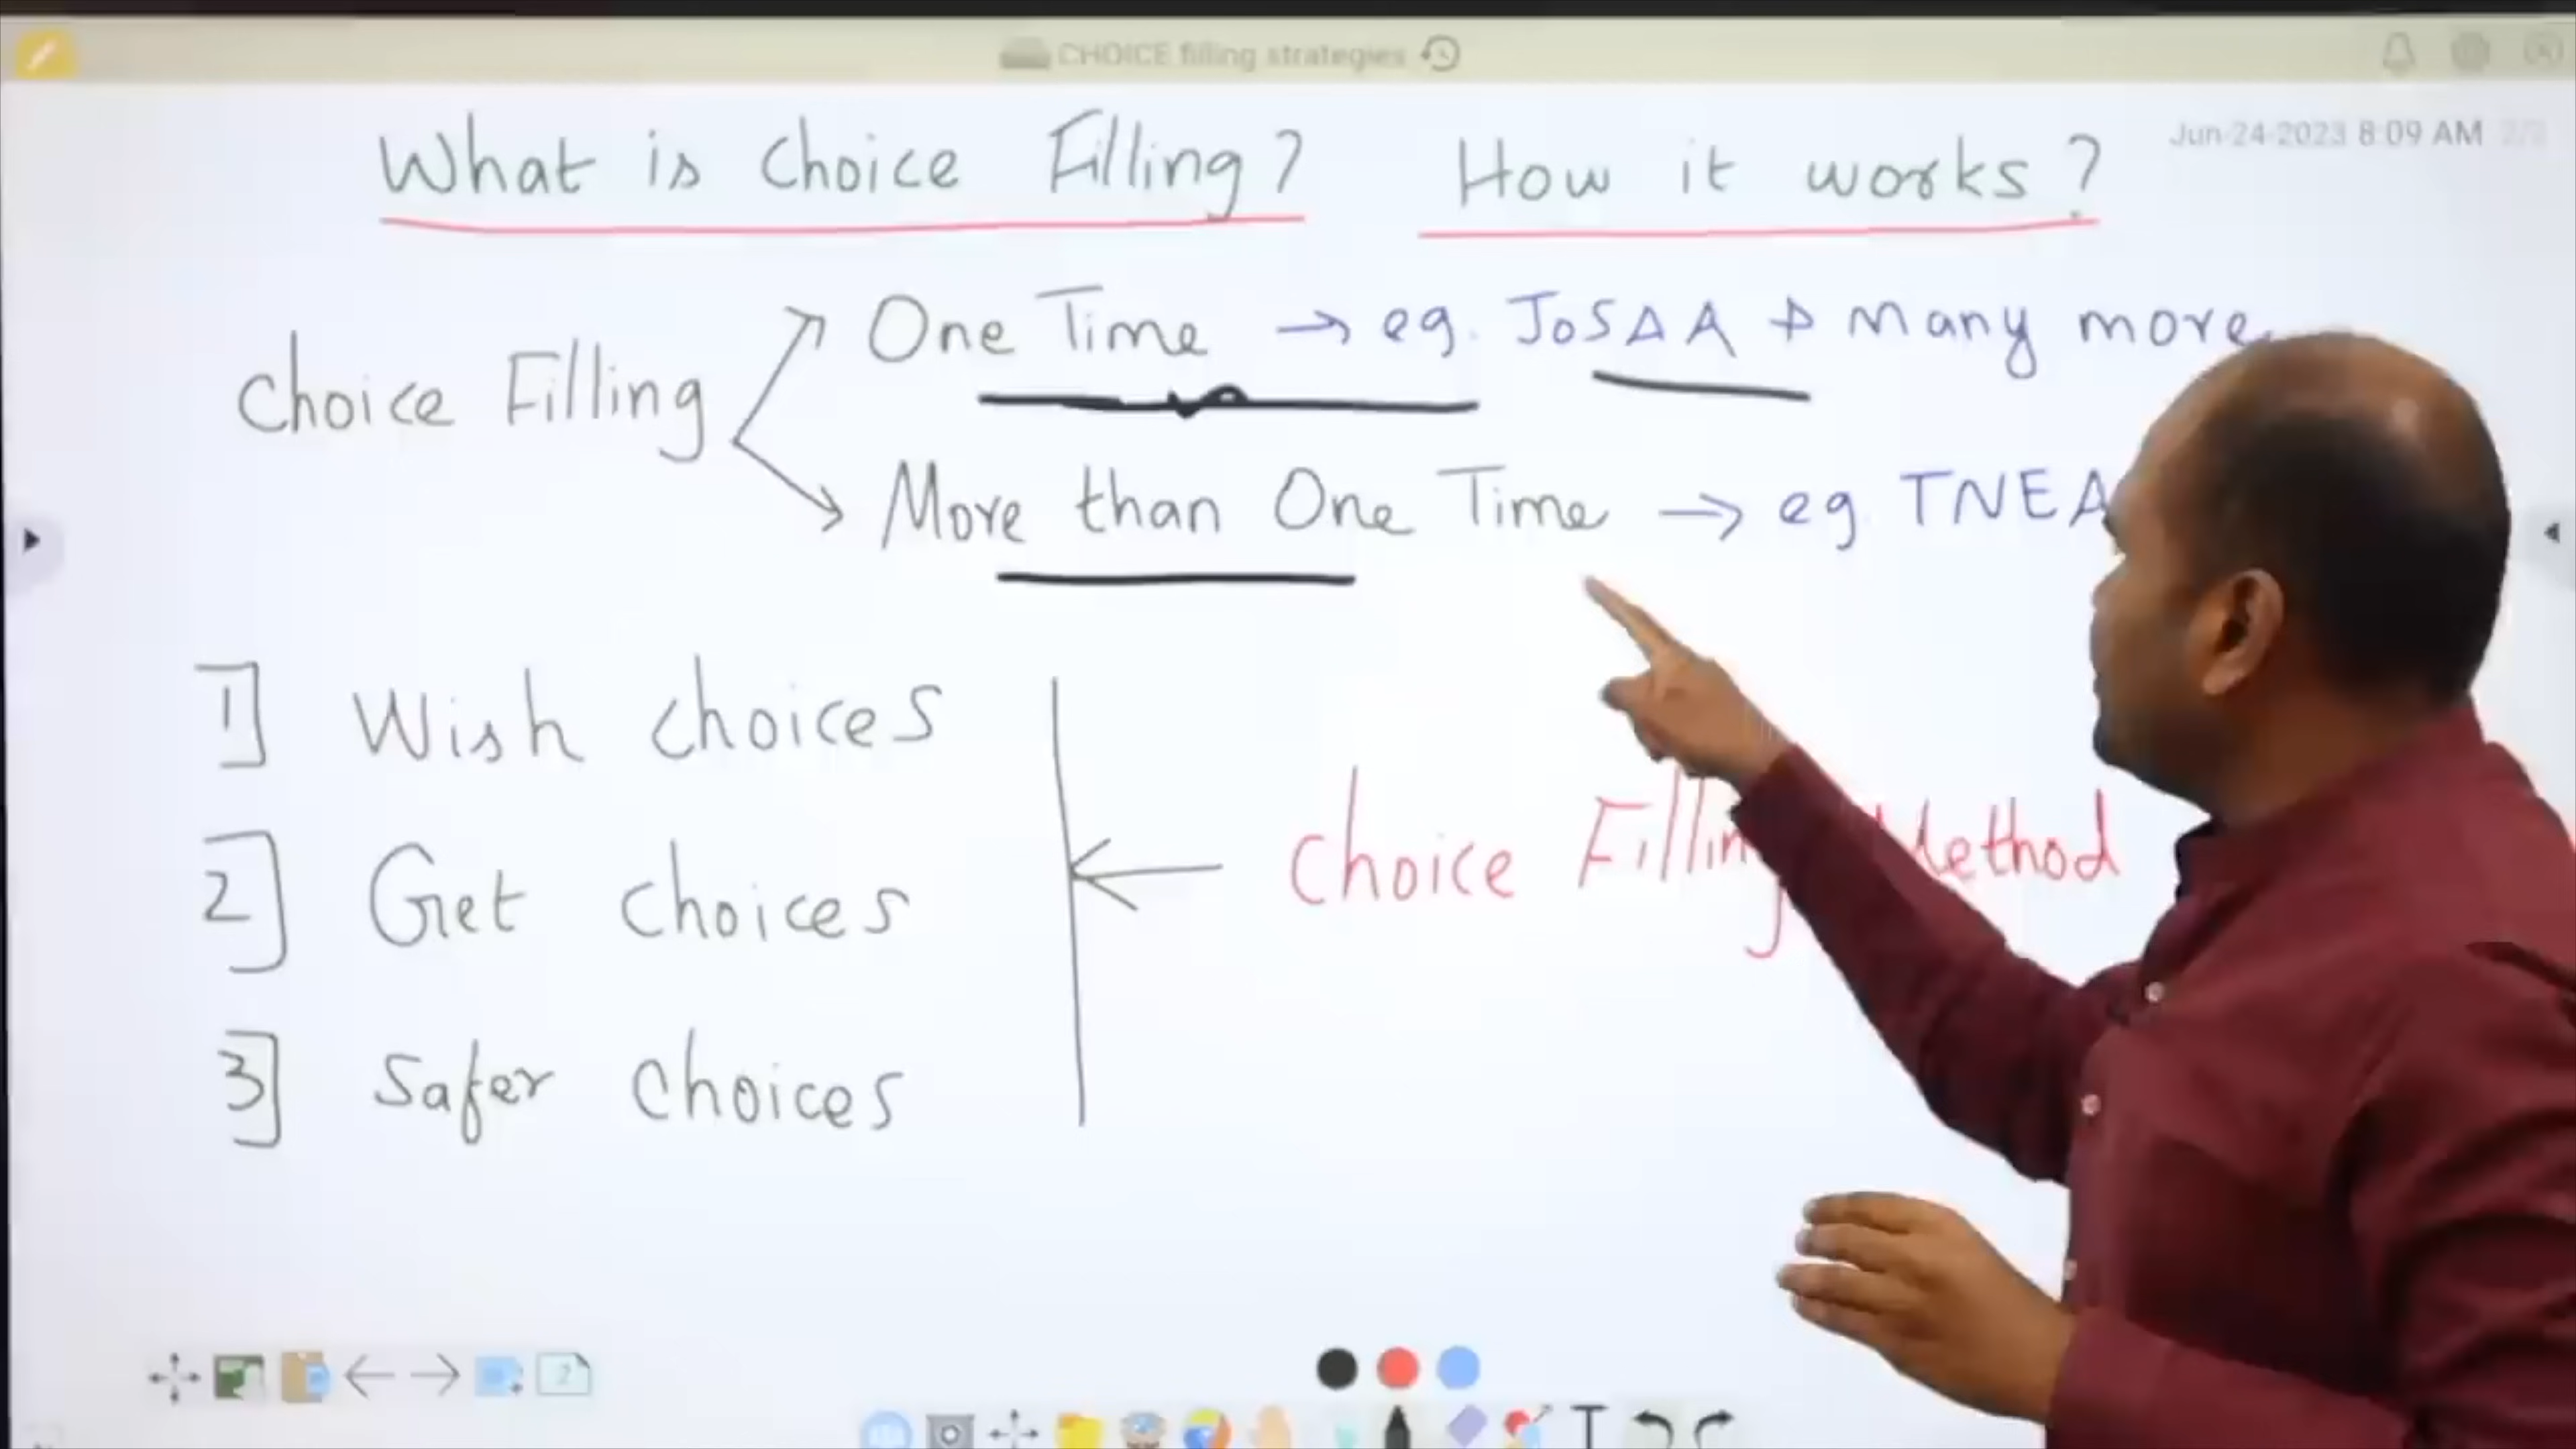 CHOICE filling strategies
Jun-24-2023 8:09 AM
What is Choice Filling? How it works?
Choice Filling
One Time → eg. JoSAA + Many more
More than One Time → eg. TNEA
1] Wish choices
2] Get choices
3] Safer choices
Choice Filling Method